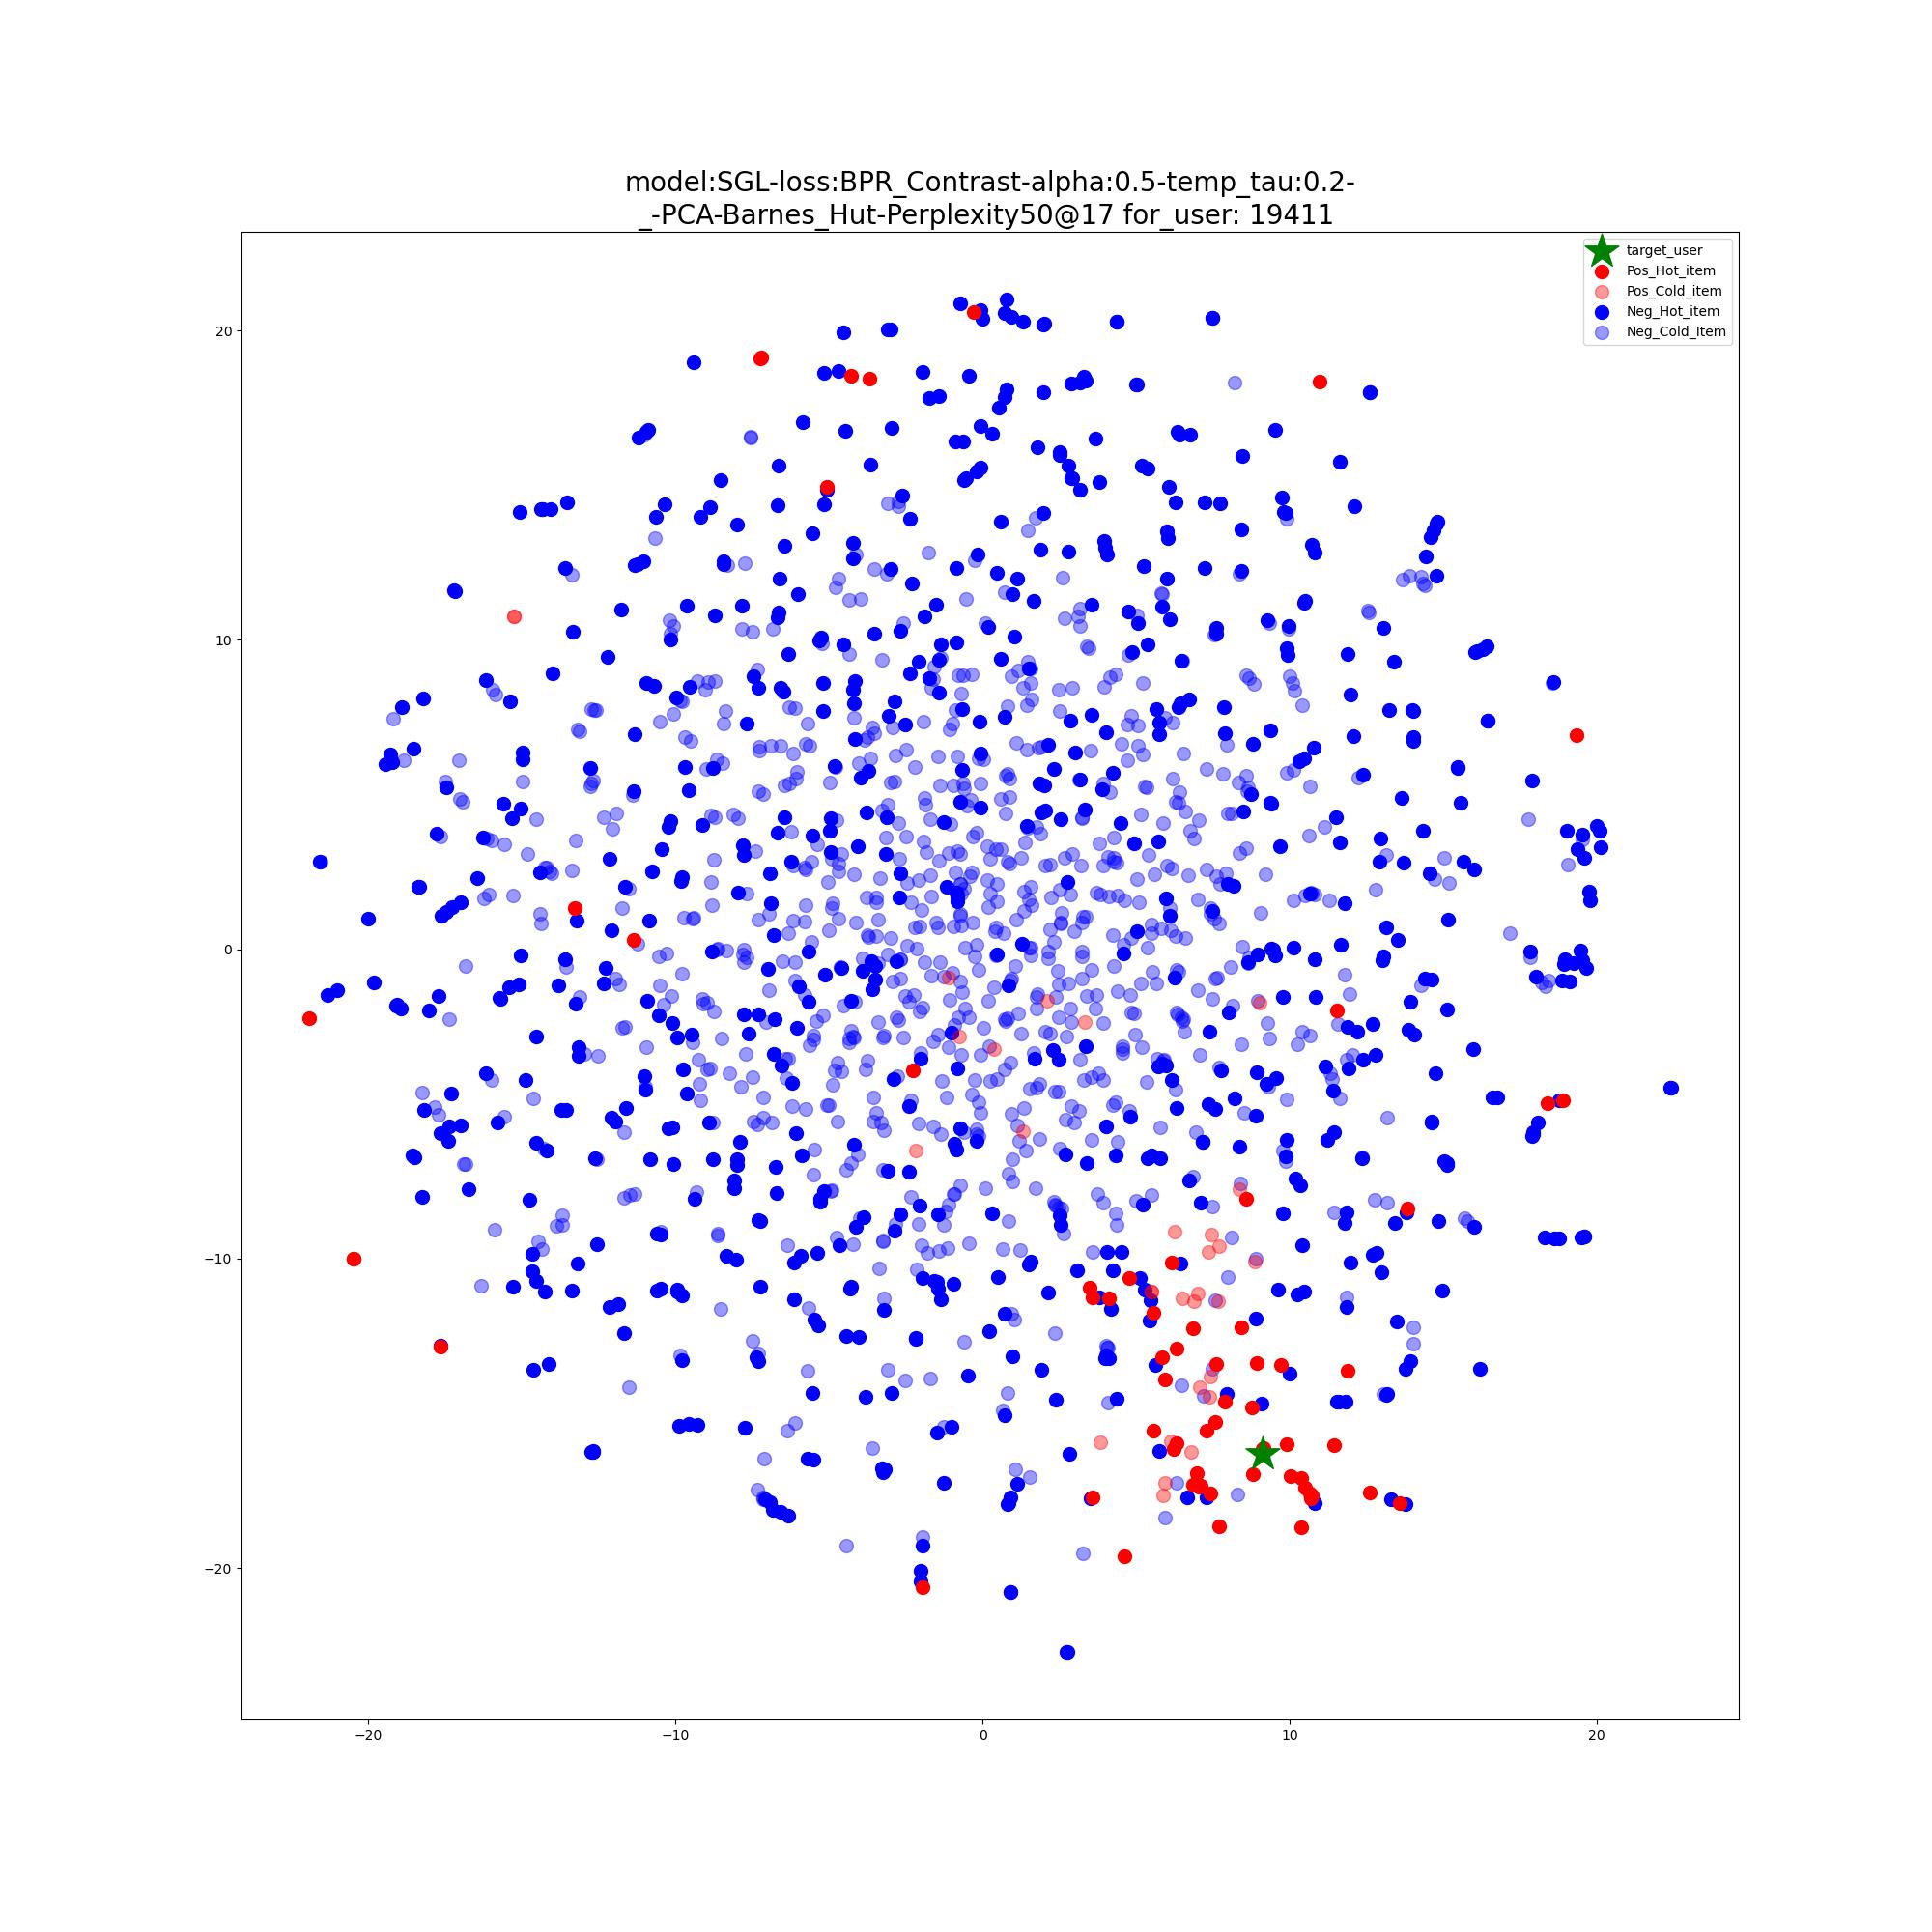 model:SGL-loss:BPR_Contrast-alpha:0.5-temp_tau:0.2-
_-PCA-Barnes_Hut-Perplexity50@17 for_user: 19411
target_user
Pos_Hot_item
Pos_Cold_item
Neg_Hot_item
Neg_Cold_Item
20
10
0
−10
−20
−20 −10 0 10 20